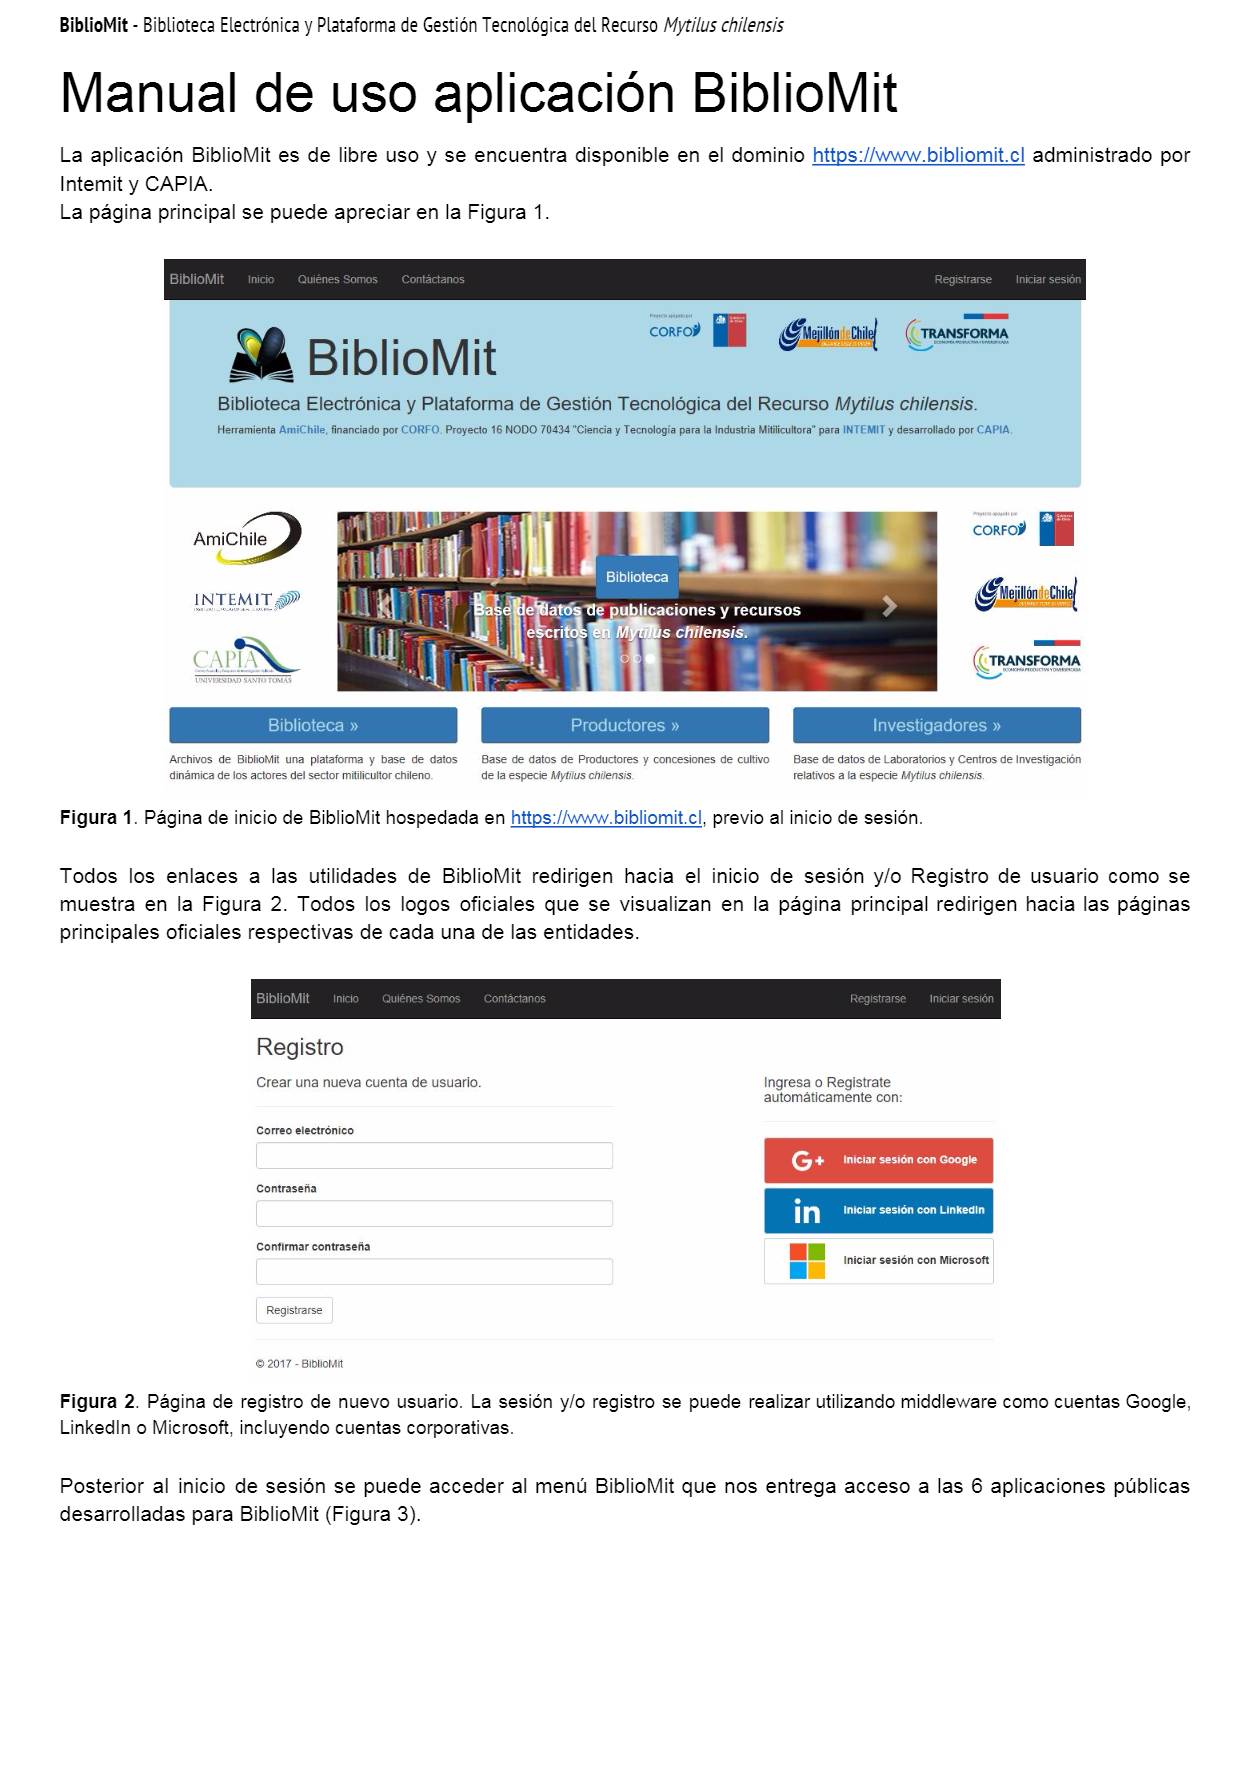 BiblioMit - Biblioteca Electrónica y Plataforma de Gestión Tecnológica del Recurso Mytilus chilensis
Manual de uso aplicación BiblioMit
La aplicación BiblioMit es de libre uso y se encuentra disponible en el dominio https://www.bibliomit.cl administrado por
Intemit y CAPIA.
La página principal se puede apreciar en la Figura 1.
BiblioMit Inicio Quiénes Somos Contáctanos Registrarse Iniciar sesión
Proyecto apoyado por
CORFO MejillóndeChile TRANSFORMA
BiblioMit
Biblioteca Electrónica y Plataforma de Gestión Tecnológica del Recurso Mytilus chilensis.
Herramienta AmiChile, financiado por CORFO. Proyecto 16 NODO 70434 "Ciencia y Tecnología para la Industria Mitilicultora" para INTEMIT y desarrollado por CAPIA.
AmiChile
INTEMIT
CAPIA
UNIVERSIDAD SANTO TOMÁS
Biblioteca
Base de datos de publicaciones y recursos
escritos en Mytilus chilensis.
Proyecto apoyado por
CORFO
MejillóndeChile
TRANSFORMA
Biblioteca » Productores » Investigadores »
Archivos de BiblioMit una plataforma y base de datos
dinámica de los actores del sector mitilicultor chileno.
Base de datos de Productores y concesiones de cultivo
de la especie Mytilus chilensis.
Base de datos de Laboratorios y Centros de Investigación
relativos a la especie Mytilus chilensis.
Figura 1. Página de inicio de BiblioMit hospedada en https://www.bibliomit.cl, previo al inicio de sesión.
Todos los enlaces a las utilidades de BiblioMit redirigen hacia el inicio de sesión y/o Registro de usuario como se
muestra en la Figura 2. Todos los logos oficiales que se visualizan en la página principal redirigen hacia las páginas
principales oficiales respectivas de cada una de las entidades.
BiblioMit Inicio Quiénes Somos Contáctanos Registrarse Iniciar sesión
Registro
Crear una nueva cuenta de usuario.
Correo electrónico
Contraseña
Confirmar contraseña
Registrarse
Ingresa o Registrate
automáticamente con:
G+ Iniciar sesión con Google
in Iniciar sesión con LinkedIn
Iniciar sesión con Microsoft
© 2017 - BiblioMit
Figura 2. Página de registro de nuevo usuario. La sesión y/o registro se puede realizar utilizando middleware como cuentas Google,
LinkedIn o Microsoft, incluyendo cuentas corporativas.
Posterior al inicio de sesión se puede acceder al menú BiblioMit que nos entrega acceso a las 6 aplicaciones públicas
desarrolladas para BiblioMit (Figura 3).